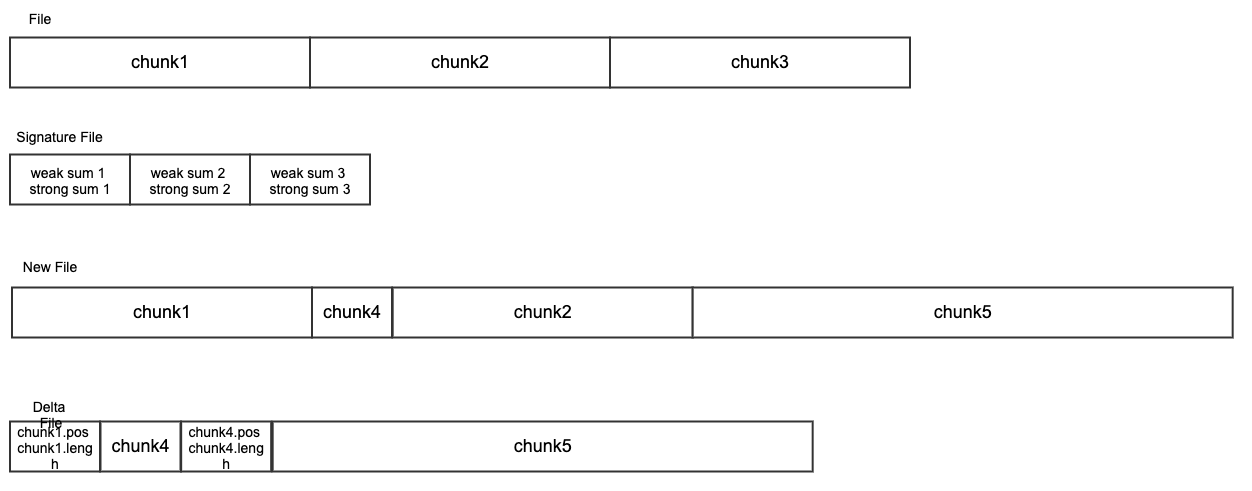 File
chunk1
chunk2
chunk3
Signature File
weak sum 1
strong sum 1
weak sum 2
strong sum 2
weak sum 3
strong sum 3
New File
chunk1
chunk4
chunk2
chunk5
Delta
File
chunk1.pos
chunk1.leng
h
chunk4
chunk4.pos
chunk4.leng
h
chunk5